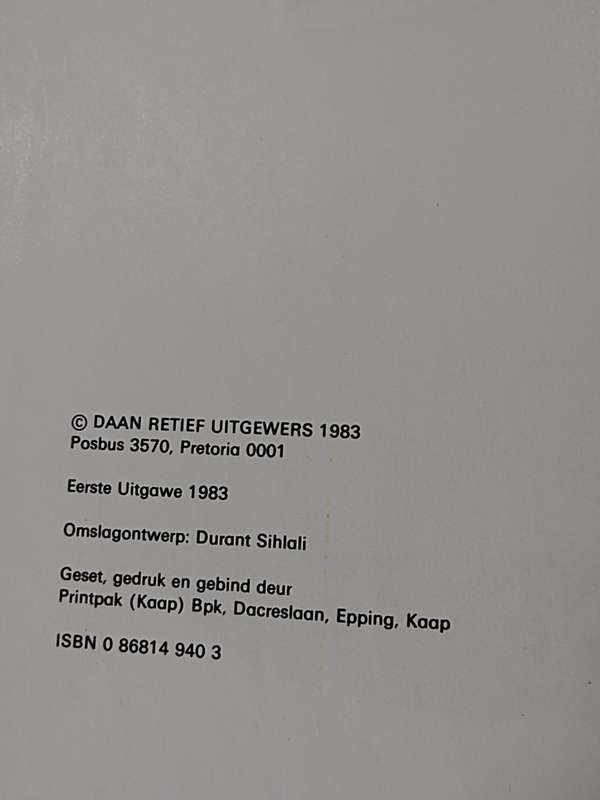 © DAAN RETIEF UITGEWERS 1983
Posbus 3570, Pretoria 0001
Eerste Uitgawe 1983
Omslagontwerp: Durant Sihlali
Geset, gedruk en gebind deur
Printpak (Kaap) Bpk, Dacreslaan, Epping, Kaap
ISBN 0 86814 940 3